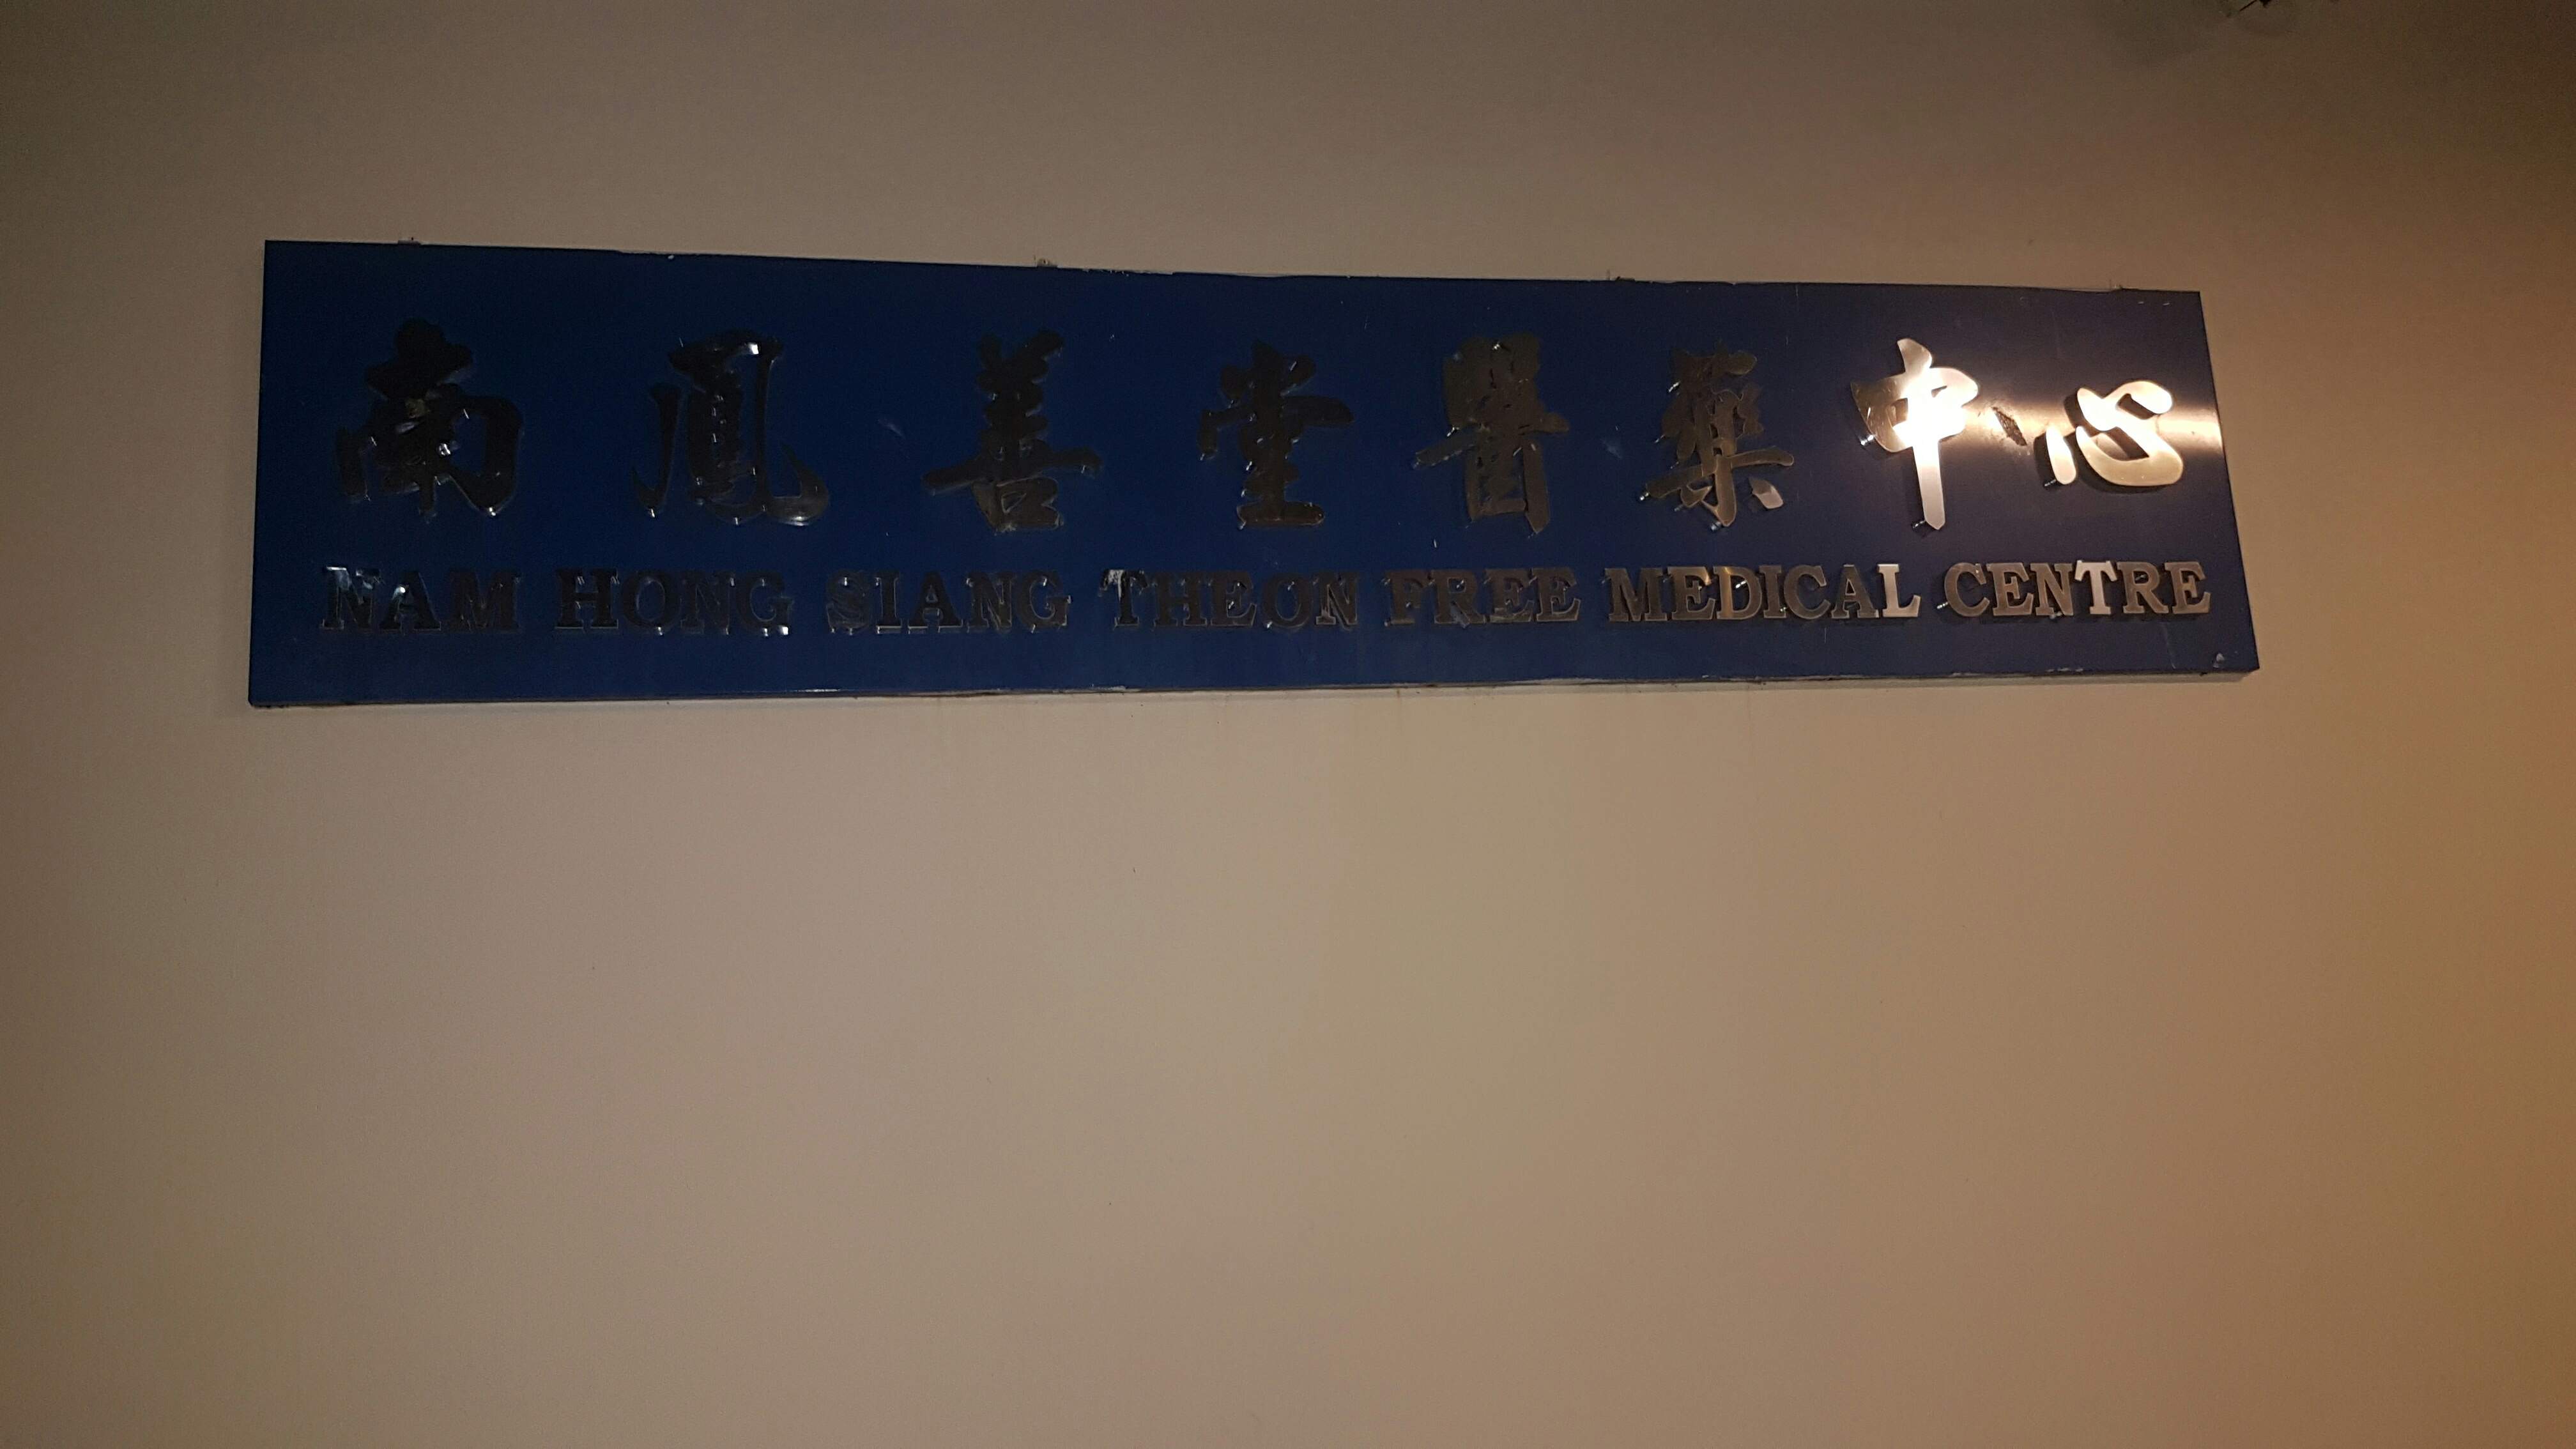 南鳳善堂醫藥中心
NAM HONG SIANG THEON FREE MEDICAL CENTRE